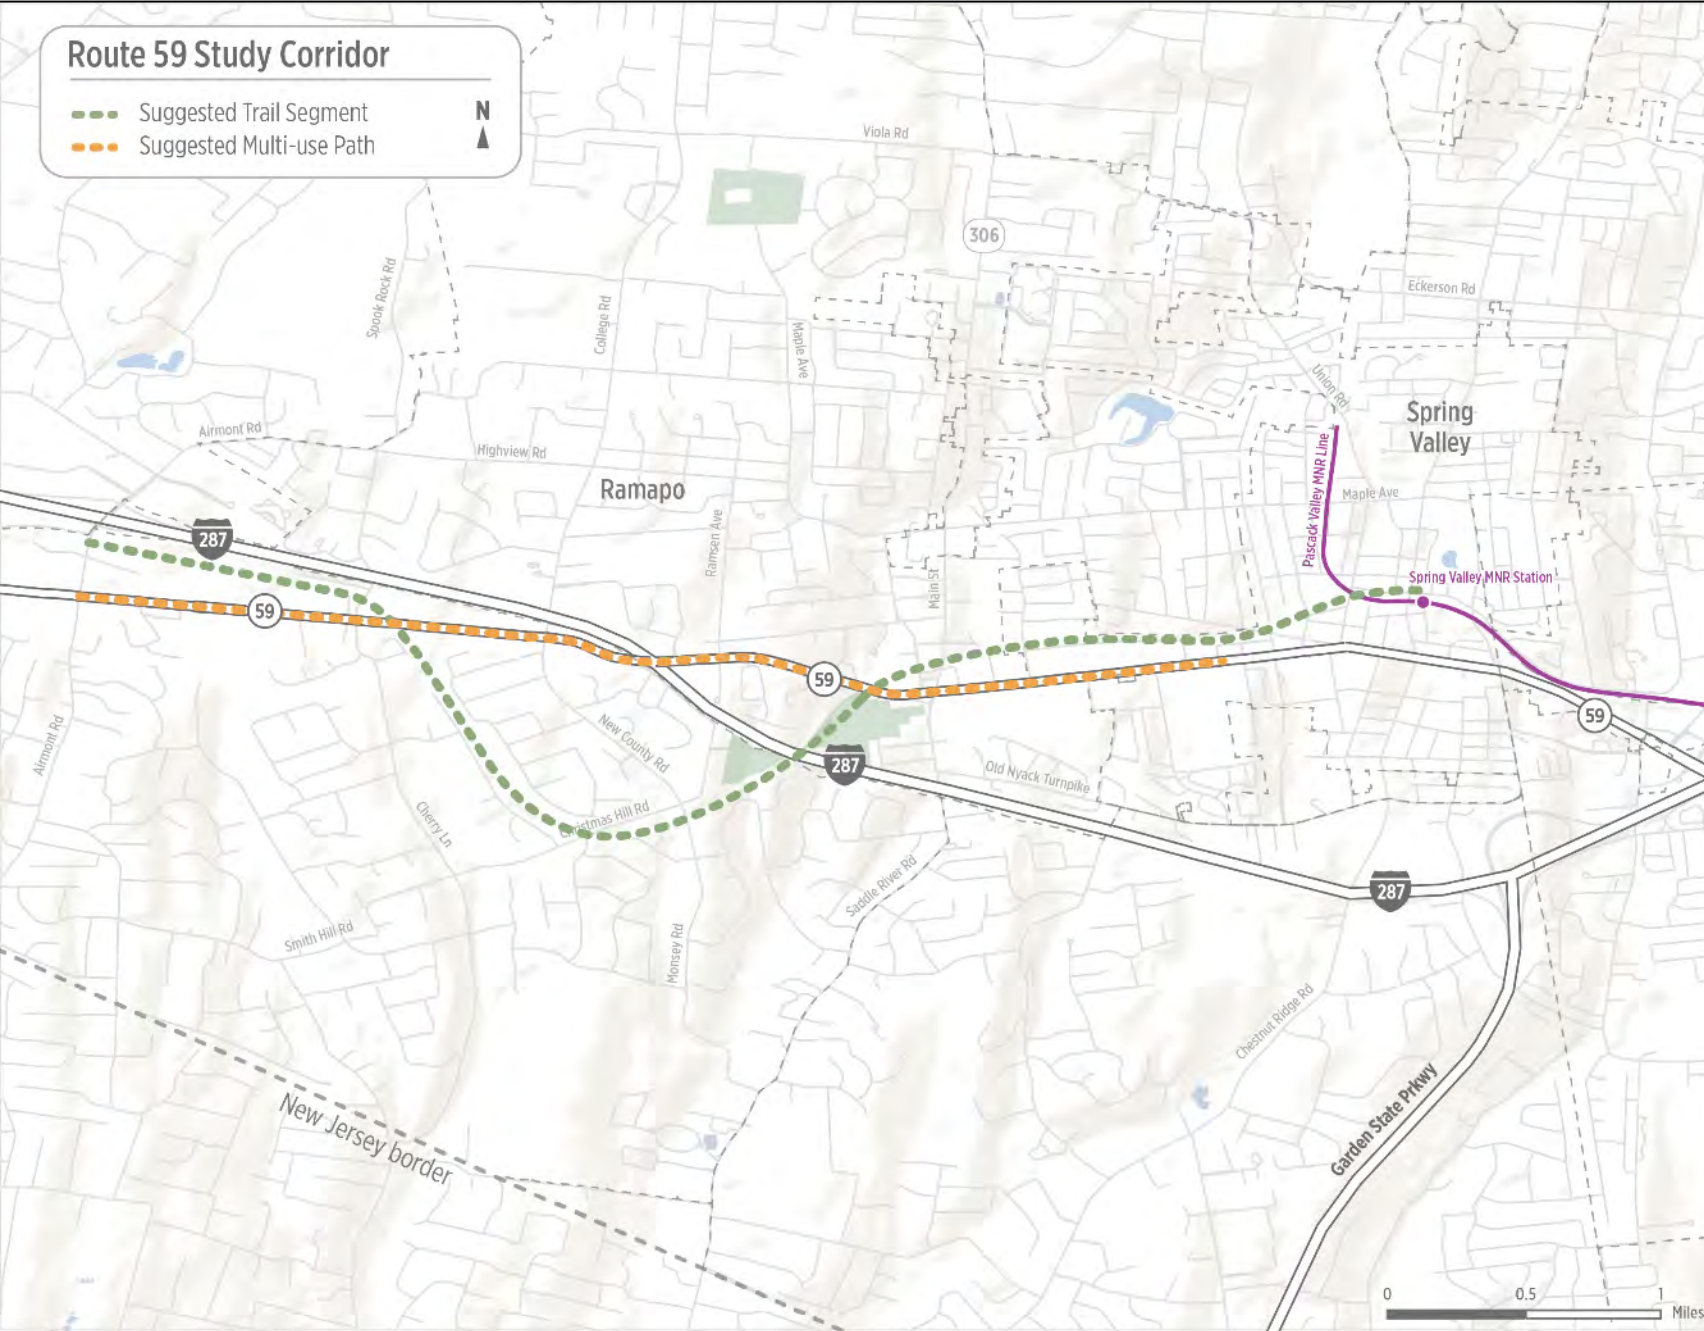 Route 59 Study Corridor
Suggested Trail Segment
N
Suggested Multi-use Path
Viola Rd
306
Spook Rock Rd
College Rd
Maple Ave
Eckerson Rd
Union Rd
Spring
Valley
Airmont Rd
Highview Rd
Ramapo
Pascack Valley MNR Line
Maple Ave
287
Ramsen Ave
Main St
Spring Valley MNR Station
59
59
59
Airmont Rd
New County Rd
287
Old Nyack Turnpike
Cherry Ln
Christmas Hill Rd
Saddle River Rd
287
Smith Hill Rd
Monsey Rd
Chestnut Ridge Rd
Garden State Prkwy
New Jersey border
0
0.5
1
Miles